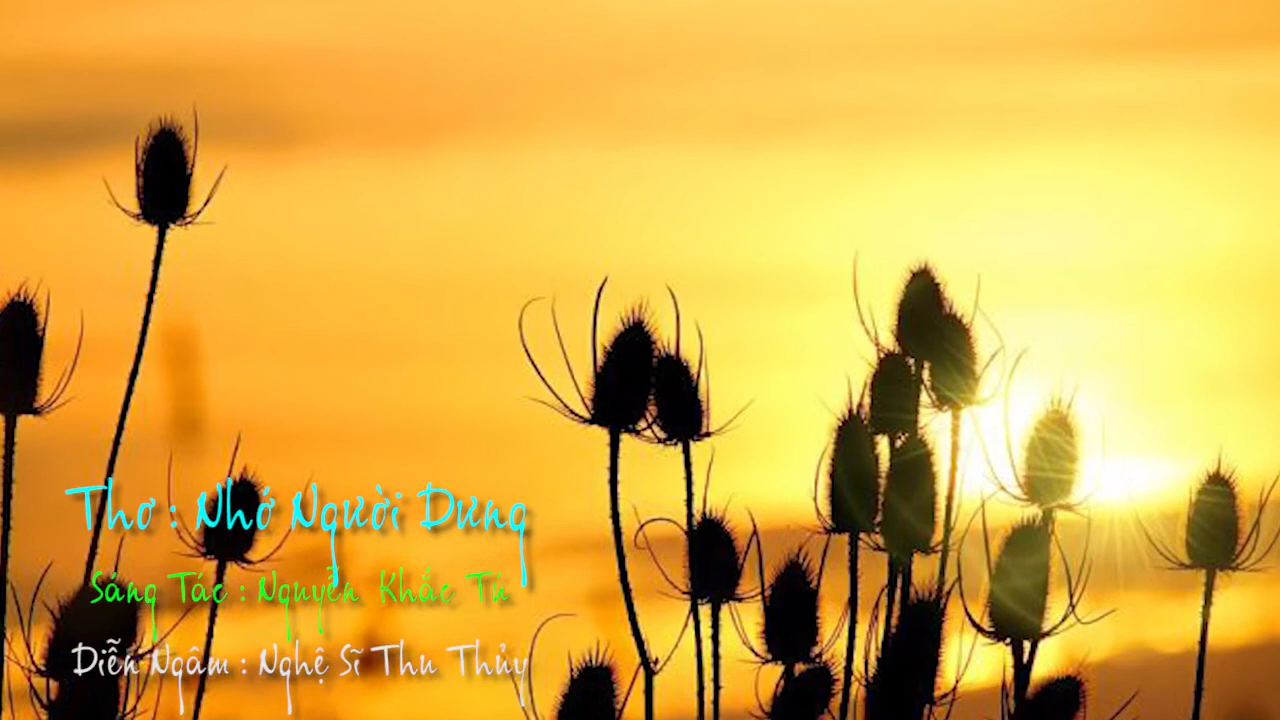 Thơ : Nhớ Người Dưng
Sáng Tác : Nguyễn Khắc Tú
Diễn Ngâm : Nghệ Sĩ Thu Thủy